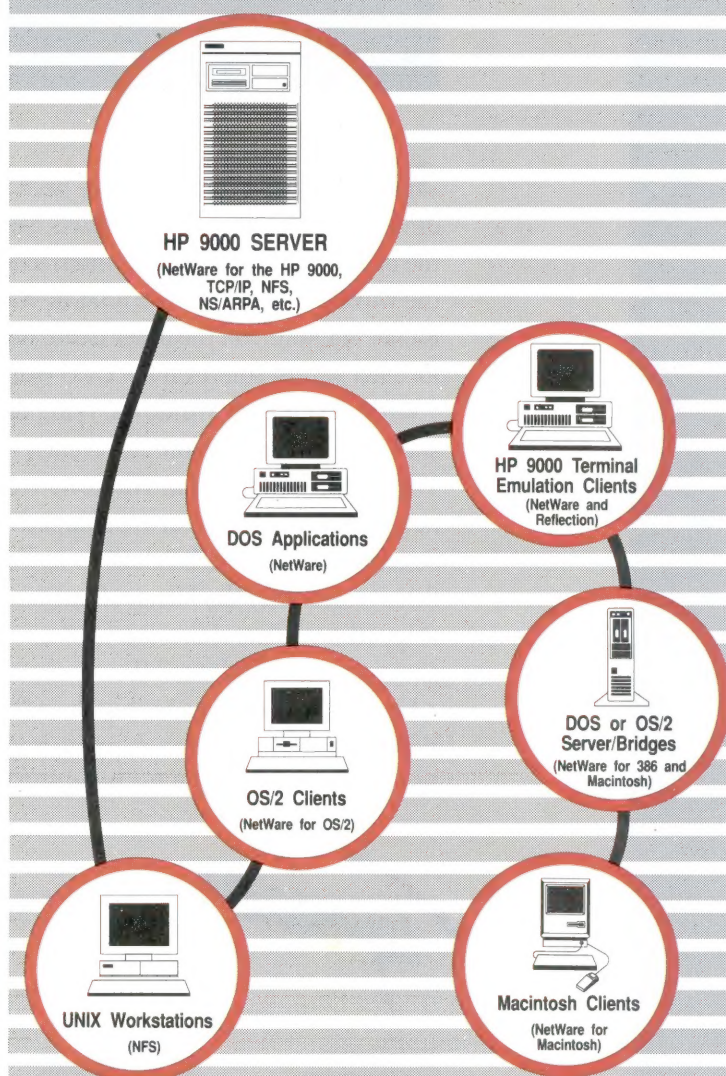 HP 9000 SERVER
(NetWare for the HP 9000,
TCP/IP, NFS,
NS/ARPA, etc.)
HP 9000 Terminal
Emulation Clients
(NetWare and
Reflection)
DOS Applications
(NetWare)
DOS or OS/2
Server/Bridges
(NetWare for 386 and
Macintosh)
OS/2 Clients
(NetWare for OS/2)
UNIX Workstations
(NFS)
Macintosh Clients
(NetWare for
Macintosh)